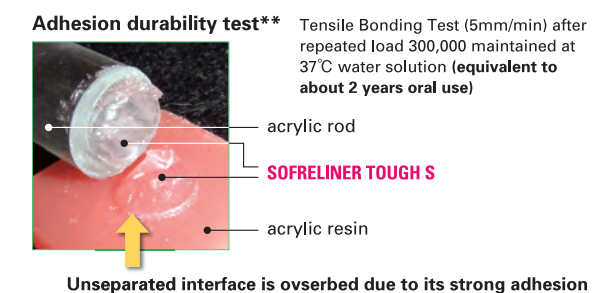 Adhesion durability test**
Tensile Bonding Test (5mm/min) after
repeated load 300,000 maintained at
37℃ water solution (equivalent to
about 2 years oral use)
acrylic rod
SOFRELINER TOUGH S
acrylic resin
Unseparated interface is ovserbed due to its strong adhesion